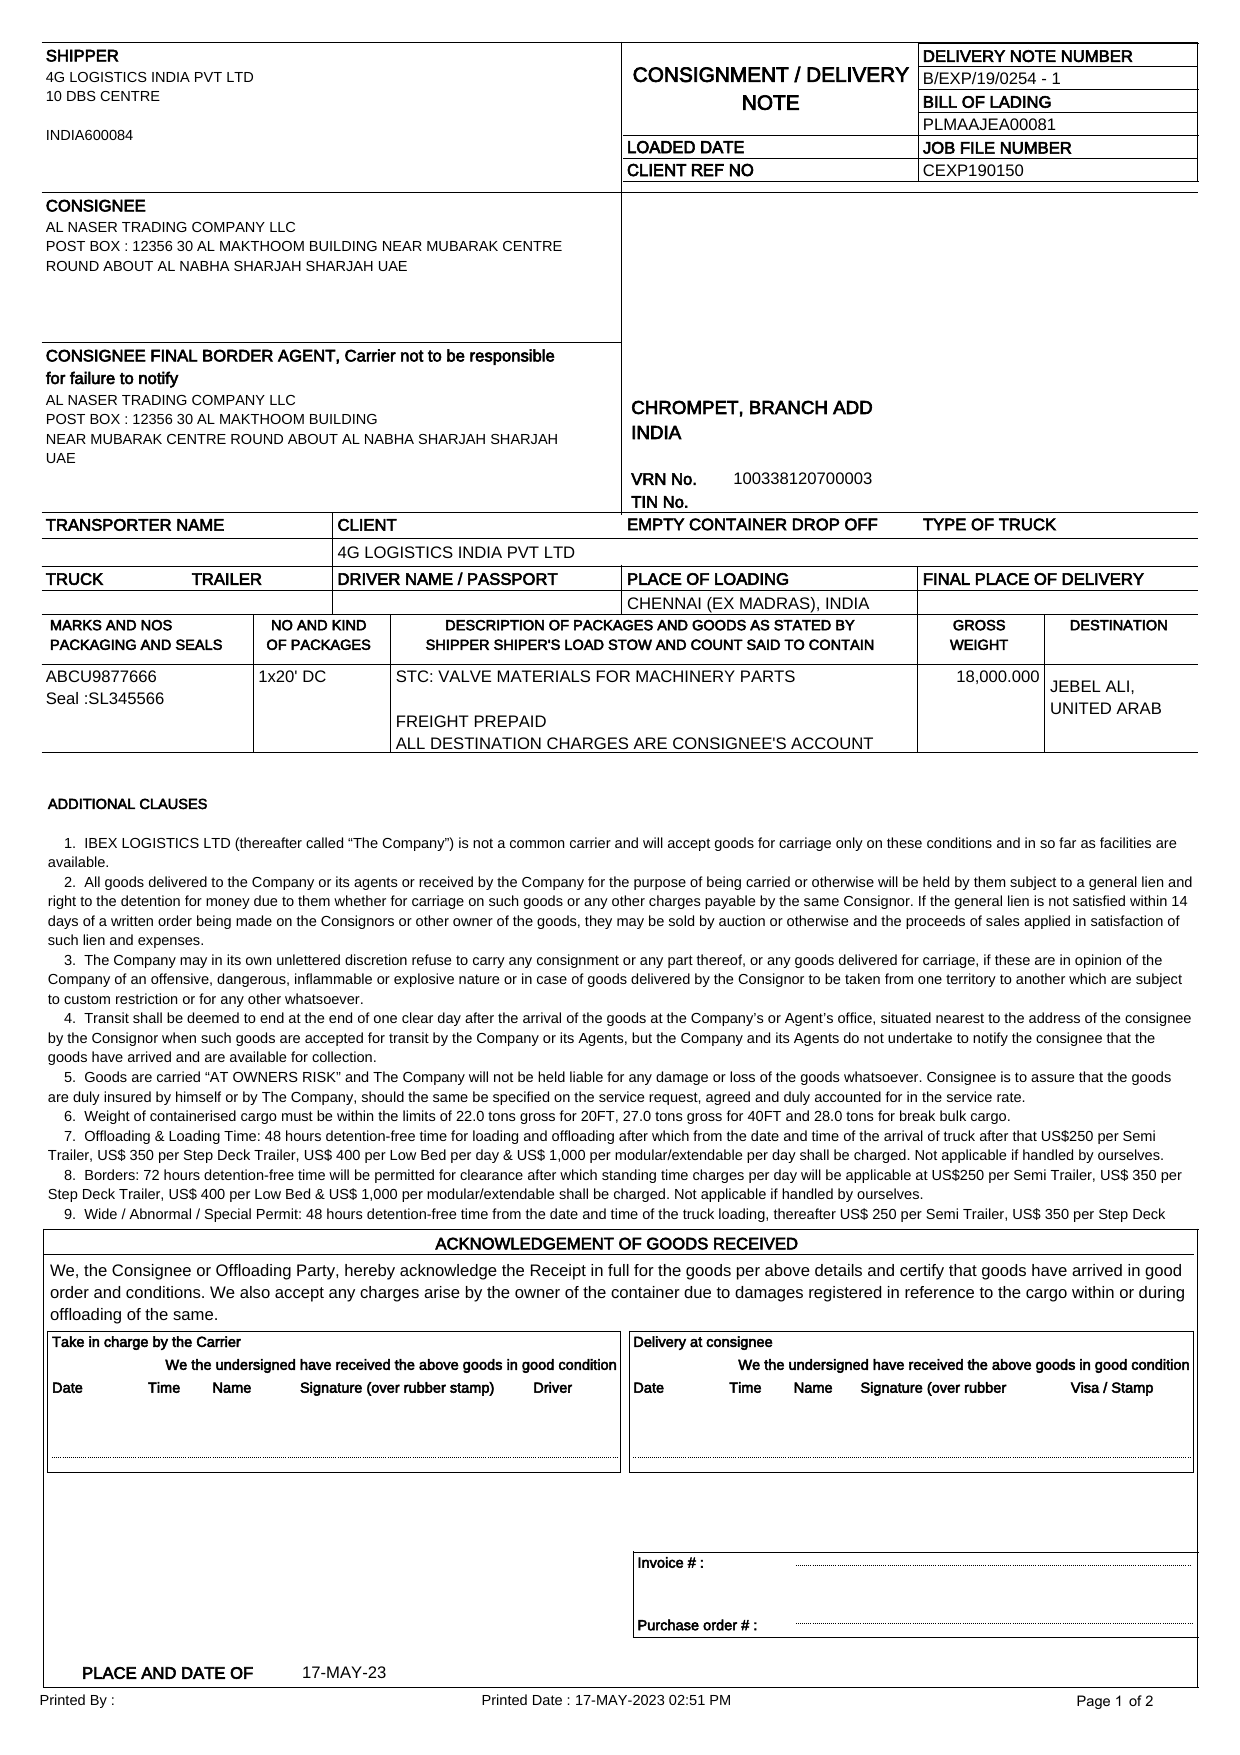 SHIPPER
4G LOGISTICS INDIA PVT LTD
10 DBS CENTRE
INDIA600084
CONSIGNMENT / DELIVERY
NOTE
DELIVERY NOTE NUMBER
B/EXP/19/0254 - 1
BILL OF LADING
PLMAAJEA00081
LOADED DATE
JOB FILE NUMBER
CLIENT REF NO
CEXP190150
CONSIGNEE
AL NASER TRADING COMPANY LLC
POST BOX : 12356 30 AL MAKTHOOM BUILDING NEAR MUBARAK CENTRE
ROUND ABOUT AL NABHA SHARJAH SHARJAH UAE
CONSIGNEE FINAL BORDER AGENT, Carrier not to be responsible
for failure to notify
AL NASER TRADING COMPANY LLC
POST BOX : 12356 30 AL MAKTHOOM BUILDING
NEAR MUBARAK CENTRE ROUND ABOUT AL NABHA SHARJAH SHARJAH
UAE
CHROMPET, BRANCH ADD
INDIA
VRN No. 100338120700003
TIN No.
TRANSPORTER NAME CLIENT EMPTY CONTAINER DROP OFF TYPE OF TRUCK
4G LOGISTICS INDIA PVT LTD
TRUCK TRAILER DRIVER NAME / PASSPORT PLACE OF LOADING FINAL PLACE OF DELIVERY
CHENNAI (EX MADRAS), INDIA
MARKS AND NOS NO AND KIND DESCRIPTION OF PACKAGES AND GOODS AS STATED BY GROSS DESTINATION
PACKAGING AND SEALS OF PACKAGES SHIPPER SHIPER'S LOAD STOW AND COUNT SAID TO CONTAIN WEIGHT
ABCU9877666 1x20' DC STC: VALVE MATERIALS FOR MACHINERY PARTS 18,000.000
JEBEL ALI,
Seal :SL345566
UNITED ARAB
FREIGHT PREPAID
ALL DESTINATION CHARGES ARE CONSIGNEE'S ACCOUNT
ADDITIONAL CLAUSES
1. IBEX LOGISTICS LTD (thereafter called “The Company”) is not a common carrier and will accept goods for carriage only on these conditions and in so far as facilities are
available.
2. All goods delivered to the Company or its agents or received by the Company for the purpose of being carried or otherwise will be held by them subject to a general lien and
right to the detention for money due to them whether for carriage on such goods or any other charges payable by the same Consignor. If the general lien is not satisfied within 14
days of a written order being made on the Consignors or other owner of the goods, they may be sold by auction or otherwise and the proceeds of sales applied in satisfaction of
such lien and expenses.
3. The Company may in its own unlettered discretion refuse to carry any consignment or any part thereof, or any goods delivered for carriage, if these are in opinion of the
Company of an offensive, dangerous, inflammable or explosive nature or in case of goods delivered by the Consignor to be taken from one territory to another which are subject
to custom restriction or for any other whatsoever.
4. Transit shall be deemed to end at the end of one clear day after the arrival of the goods at the Company’s or Agent’s office, situated nearest to the address of the consignee
by the Consignor when such goods are accepted for transit by the Company or its Agents, but the Company and its Agents do not undertake to notify the consignee that the
goods have arrived and are available for collection.
5. Goods are carried “AT OWNERS RISK” and The Company will not be held liable for any damage or loss of the goods whatsoever. Consignee is to assure that the goods
are duly insured by himself or by The Company, should the same be specified on the service request, agreed and duly accounted for in the service rate.
6. Weight of containerised cargo must be within the limits of 22.0 tons gross for 20FT, 27.0 tons gross for 40FT and 28.0 tons for break bulk cargo.
7. Offloading & Loading Time: 48 hours detention-free time for loading and offloading after which from the date and time of the arrival of truck after that US$250 per Semi
Trailer, US$ 350 per Step Deck Trailer, US$ 400 per Low Bed per day & US$ 1,000 per modular/extendable per day shall be charged. Not applicable if handled by ourselves.
8. Borders: 72 hours detention-free time will be permitted for clearance after which standing time charges per day will be applicable at US$250 per Semi Trailer, US$ 350 per
Step Deck Trailer, US$ 400 per Low Bed & US$ 1,000 per modular/extendable shall be charged. Not applicable if handled by ourselves.
9. Wide / Abnormal / Special Permit: 48 hours detention-free time from the date and time of the truck loading, thereafter US$ 250 per Semi Trailer, US$ 350 per Step Deck
ACKNOWLEDGEMENT OF GOODS RECEIVED
We, the Consignee or Offloading Party, hereby acknowledge the Receipt in full for the goods per above details and certify that goods have arrived in good
order and conditions. We also accept any charges arise by the owner of the container due to damages registered in reference to the cargo within or during
offloading of the same.
Take in charge by the Carrier
We the undersigned have received the above goods in good condition
Date Time Name Signature (over rubber stamp) Driver
Delivery at consignee
We the undersigned have received the above goods in good condition
Date Time Name Signature (over rubber Visa / Stamp
Invoice # :
Purchase order # :
PLACE AND DATE OF 17-MAY-23
Printed By : Printed Date : 17-MAY-2023 02:51 PM Page 1 of 2